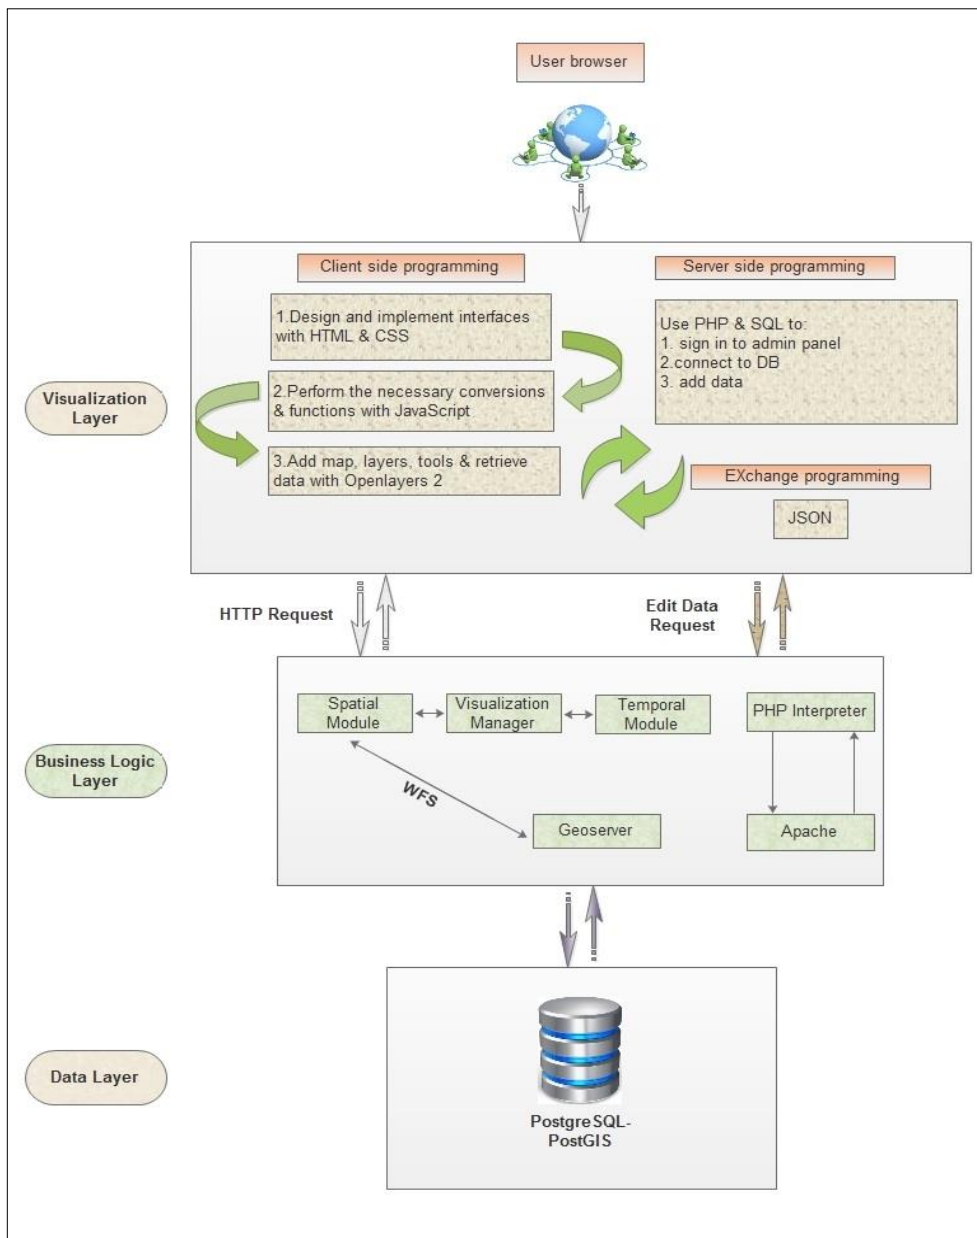 User browser
Client side programming
Server side programming
1.Design and implement interfaces
with HTML & CSS
2.Perform the necessary conversions
& functions with JavaScript
3.Add map, layers, tools & retrieve
data with Openlayers 2
Use PHP & SQL to:
1. sign in to admin panel
2.connect to DB
3. add data
EXchange programming
JSON
Visualization
Layer
HTTP Request
Edit Data
Request
Spatial
Module
Visualization
Manager
Temporal
Module
PHP Interpreter
WFS
Geoserver
Apache
Business Logic
Layer
Data Layer
PostgreSQL-
PostGIS